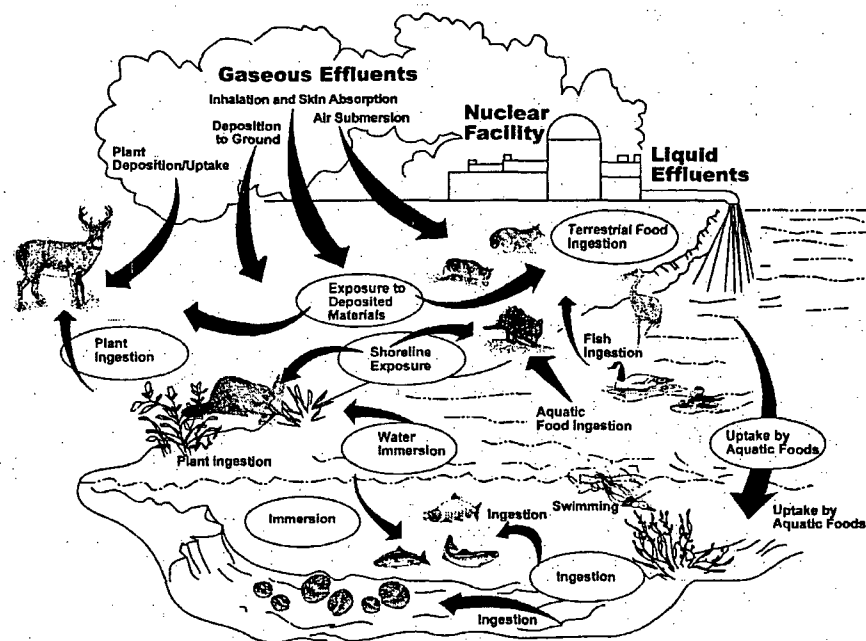 Gaseous Effluents
Inhalation and Skin Absorption
Air Submersion
Deposition
to Ground
Plant
Deposition/Uptake
Nuclear
Facility
Liquid
Effluents
Terrestrial Food
Ingestion
Exposure to
Deposited
Materials
Plant
Ingestion
Shoreline
Exposure
Fish
Ingestion
Aquatic
Food Ingestion
Plant Ingestion
Water
Immersion
Uptake by
Aquatic Foods
Immersion
Ingestion
Swimming
Uptake by
Aquatic Foods
Ingestion
Ingestion